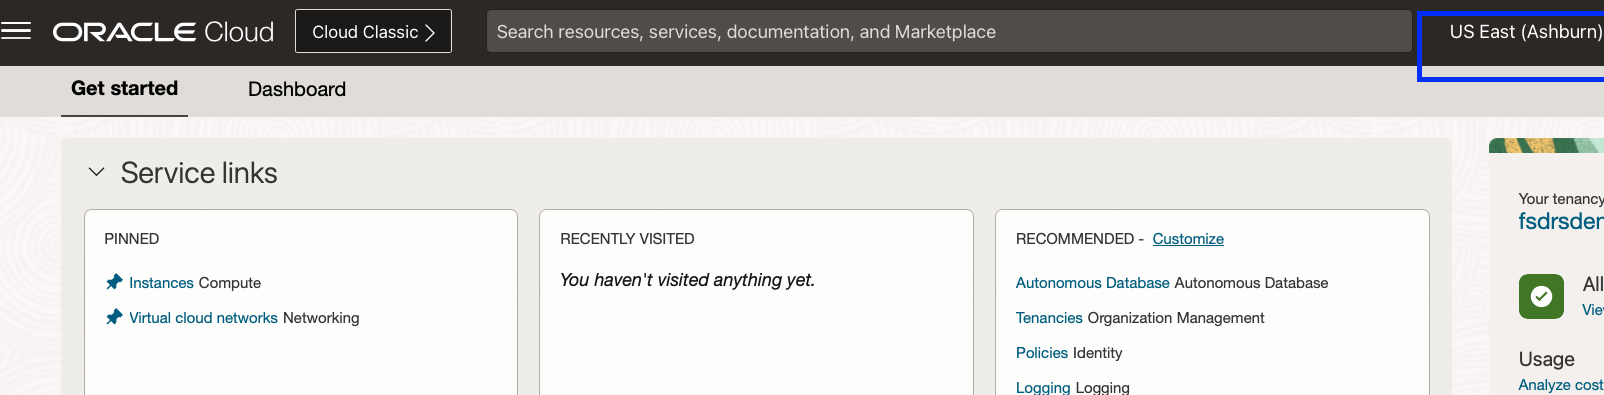 ORACLE Cloud
Cloud Classic
Search resources, services, documentation, and Marketplace
US East (Ashburn)
Get started
Dashboard
Service links
PINNED
Instances Compute
Virtual cloud networks Networking
RECENTLY VISITED
You haven't visited anything yet.
RECOMMENDED - Customize
Autonomous Database Autonomous Database
Tenancies Organization Management
Policies Identity
Logging Logging
Your tenancy
fsdrsder
All
Usage
Analyze cost